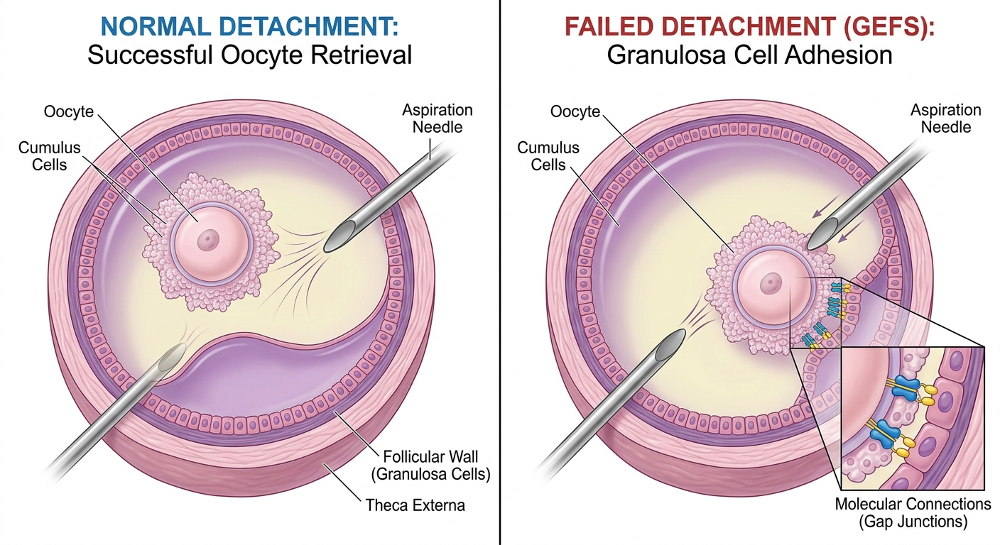 NORMAL DETACHMENT:
Successful Oocyte Retrieval
Oocyte
Cumulus
Cells
Aspiration
Needle
Follicular Wall
(Granulosa Cells)
Theca Externa
FAILED DETACHMENT (GEFS):
Granulosa Cell Adhesion
Oocyte
Cumulus
Cells
Aspiration
Needle
Molecular Connections
(Gap Junctions)